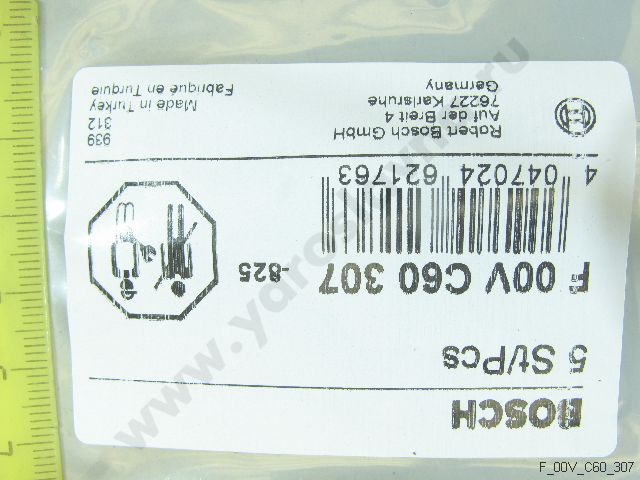 BOSCH
5 St/Pcs
F 00V C60 307
-825
4 047024 621763
Robert Bosch GmbH
Auf der Breit 4
76227 Karlsruhe
Germany
939
312
Made in Turkey
Fabriqué en Turquie
F_00V_C60_307